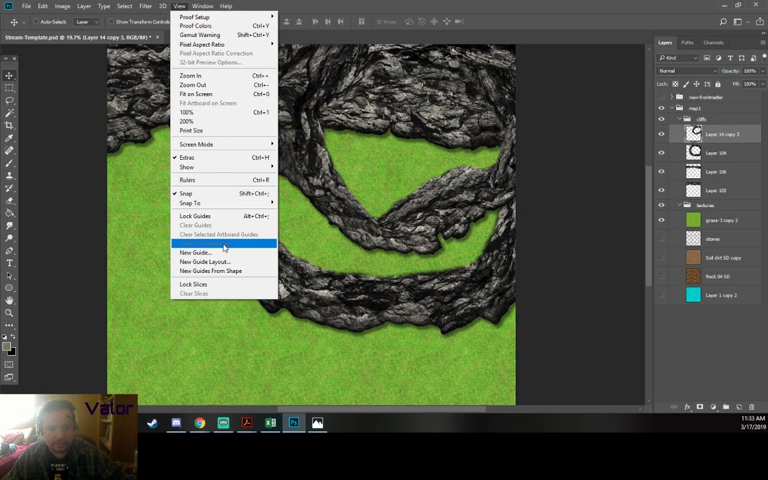 Ps File Edit Image Layer Type Select Filter 3D View Window Help
Auto-Select: Layer Show Transform Controls 3D Mode:
Stream-Template.psd @ 19.7% (Layer 14 copy 3, RGB/8#) *
Proof Setup
Proof Colors Ctrl+Y
Gamut Warning Shift+Ctrl+Y
Pixel Aspect Ratio
Pixel Aspect Ratio Correction
32-bit Preview Options...
Zoom In Ctrl++
Zoom Out Ctrl+-
Fit on Screen Ctrl+0
Fit Artboard on Screen
100% Ctrl+1
200%
Print Size
Screen Mode
Extras Ctrl+H
Show
Rulers Ctrl+R
Snap Shift+Ctrl+;
Snap To
Lock Guides Alt+Ctrl+;
Clear Guides
Clear Selected Artboard Guides
New Guide...
New Guide Layout...
New Guides From Shape
Lock Slices
Clear Slices
Layers Paths Channels
Kind
Normal Opacity: 100%
Lock: Fill: 100%
map1
cliffs
Layer 14 copy 3
Layer 104
Layer 106
Layer 105
textures
grass-3 copy 2
stones
Soil dirt SD copy
Rock 04 SD
Layer 1 copy 2
Valor
11:33 AM
3/17/2019